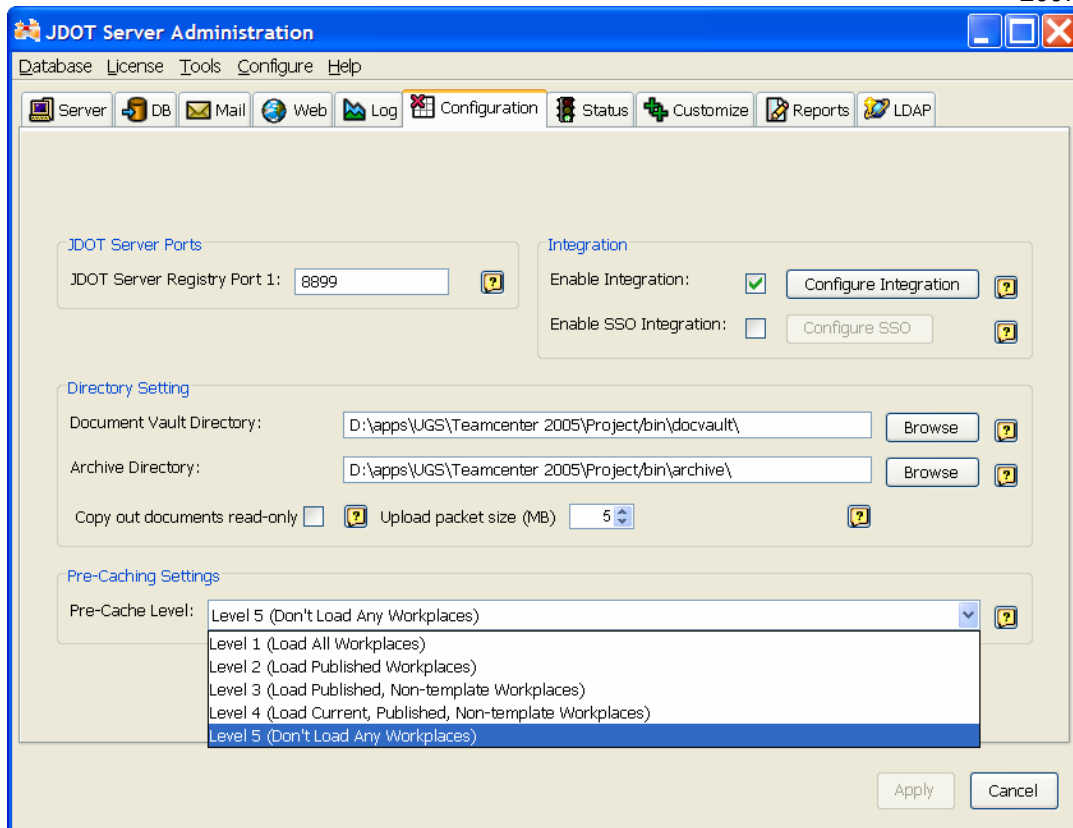 JDOT Server Administration
Database License Tools Configure Help
Server DB Mail Web Log Configuration Status Customize Reports LDAP
JDOT Server Ports
JDOT Server Registry Port 1: 8899
Integration
Enable Integration: Configure Integration
Enable SSO Integration: Configure SSO
Directory Setting
Document Vault Directory: D:\apps\UGS\Teamcenter 2005\Project/bin\docvault\ Browse
Archive Directory: D:\apps\UGS\Teamcenter 2005\Project/bin\archive\ Browse
Copy out documents read-only Upload packet size (MB) 5
Pre-Caching Settings
Pre-Cache Level: Level 5 (Don't Load Any Workplaces)
Level 1 (Load All Workplaces)
Level 2 (Load Published Workplaces)
Level 3 (Load Published, Non-template Workplaces)
Level 4 (Load Current, Published, Non-template Workplaces)
Level 5 (Don't Load Any Workplaces)
Apply Cancel